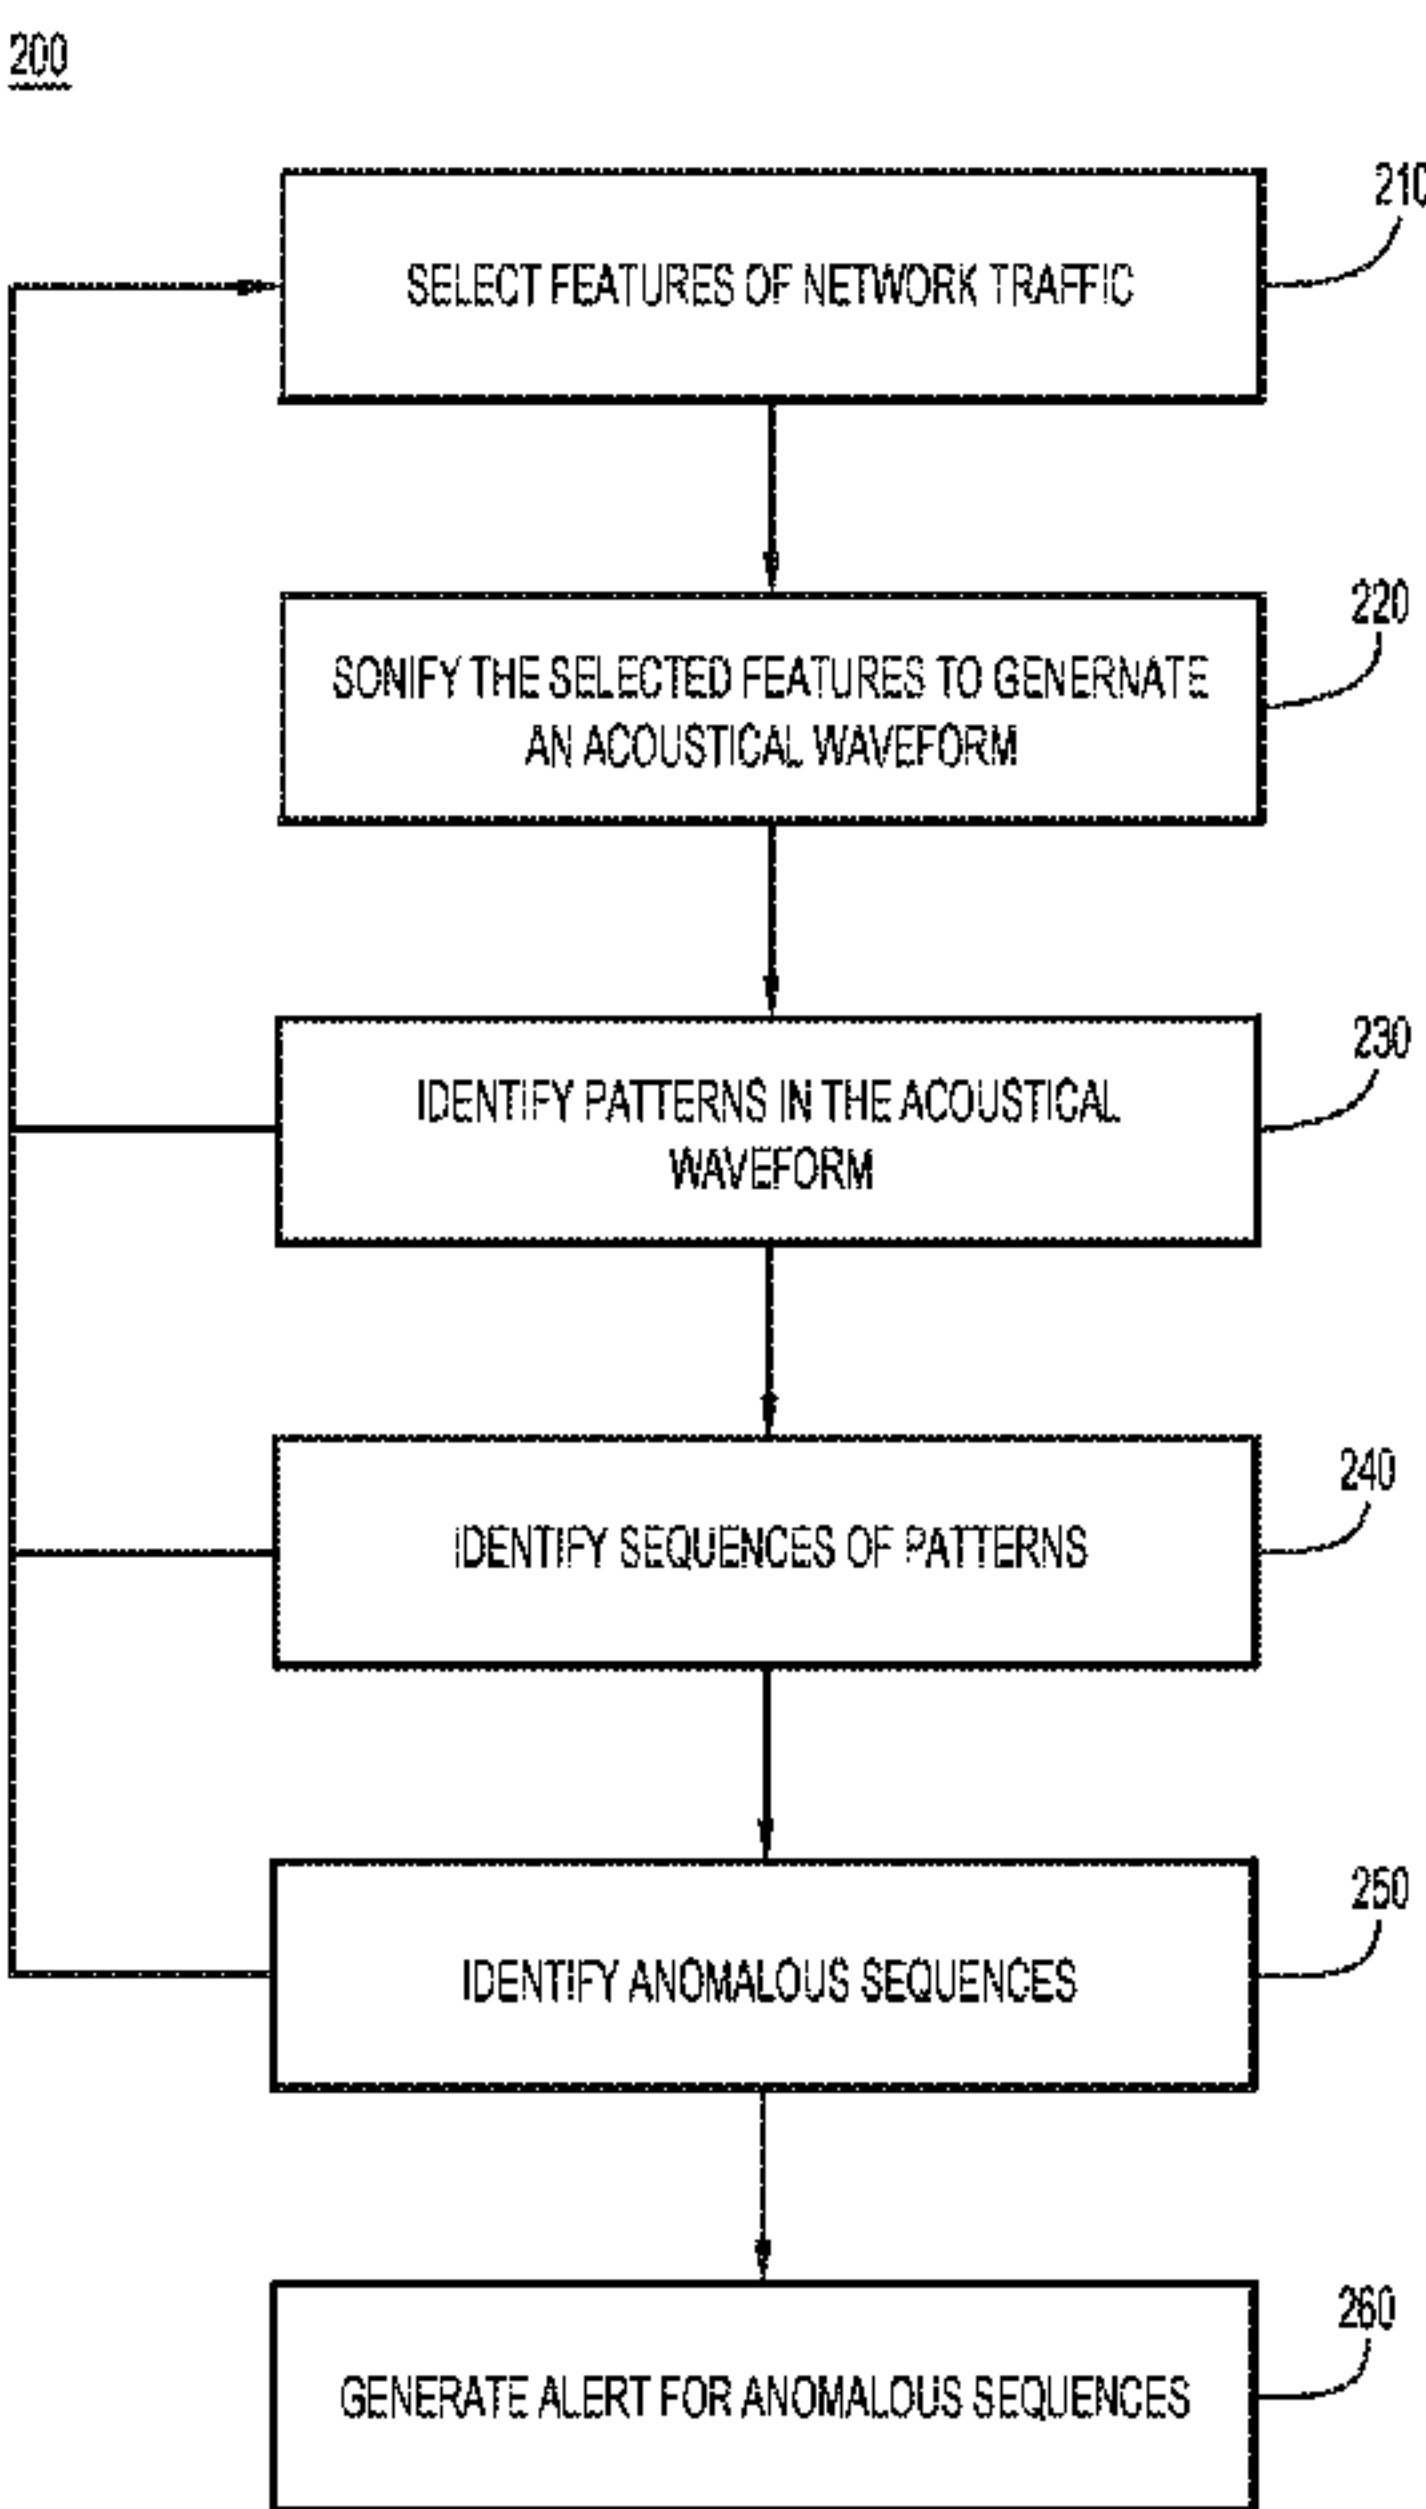 200
210
SELECT FEATURES OF NETWORK TRAFFIC
220
SONIFY THE SELECTED FEATURES TO GENERNATE
AN ACOUSTICAL WAVEFORM
230
IDENTIFY PATTERNS IN THE ACOUSTICAL
WAVEFORM
240
IDENTIFY SEQUENCES OF PATTERNS
250
IDENTIFY ANOMALOUS SEQUENCES
260
GENERATE ALERT FOR ANOMALOUS SEQUENCES